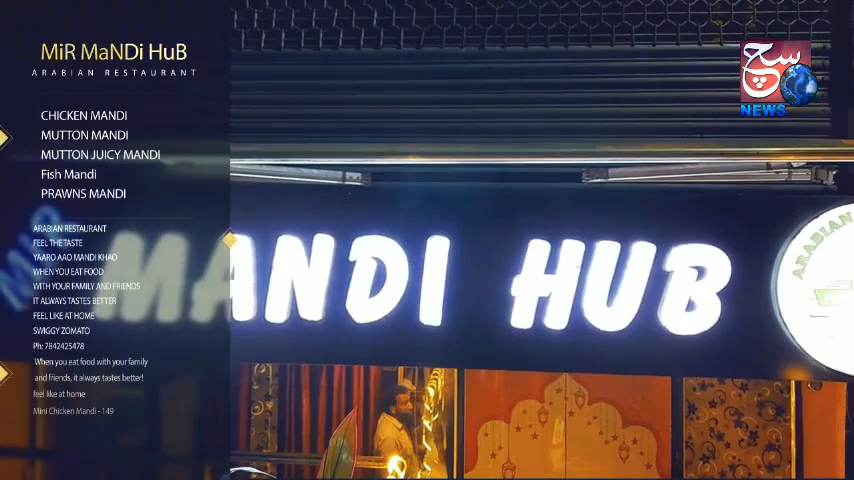 MiR MaNDi HuB
ARABIAN RESTAURANT
CHICKEN MANDI
MUTTON MANDI
MUTTON JUICY MANDI
Fish Mandi
PRAWNS MANDI
ARABIAN RESTAURANT
FEEL THE TASTE
YAARO AAO MANDI KHAO
WHEN YOU EAT FOOD
WITH YOUR FAMILY AND FRIENDS
IT ALWAYS TASTES BETTER
FEEL LIKE AT HOME
SWIGGY ZOMATO
Ph: 7842425478
When you eat food with your family
and friends, it always tastes better!
feel like at home
Mini Chicken Mandi - 149
سچ
NEWS
MIR MANDI HUB
ARABIAN